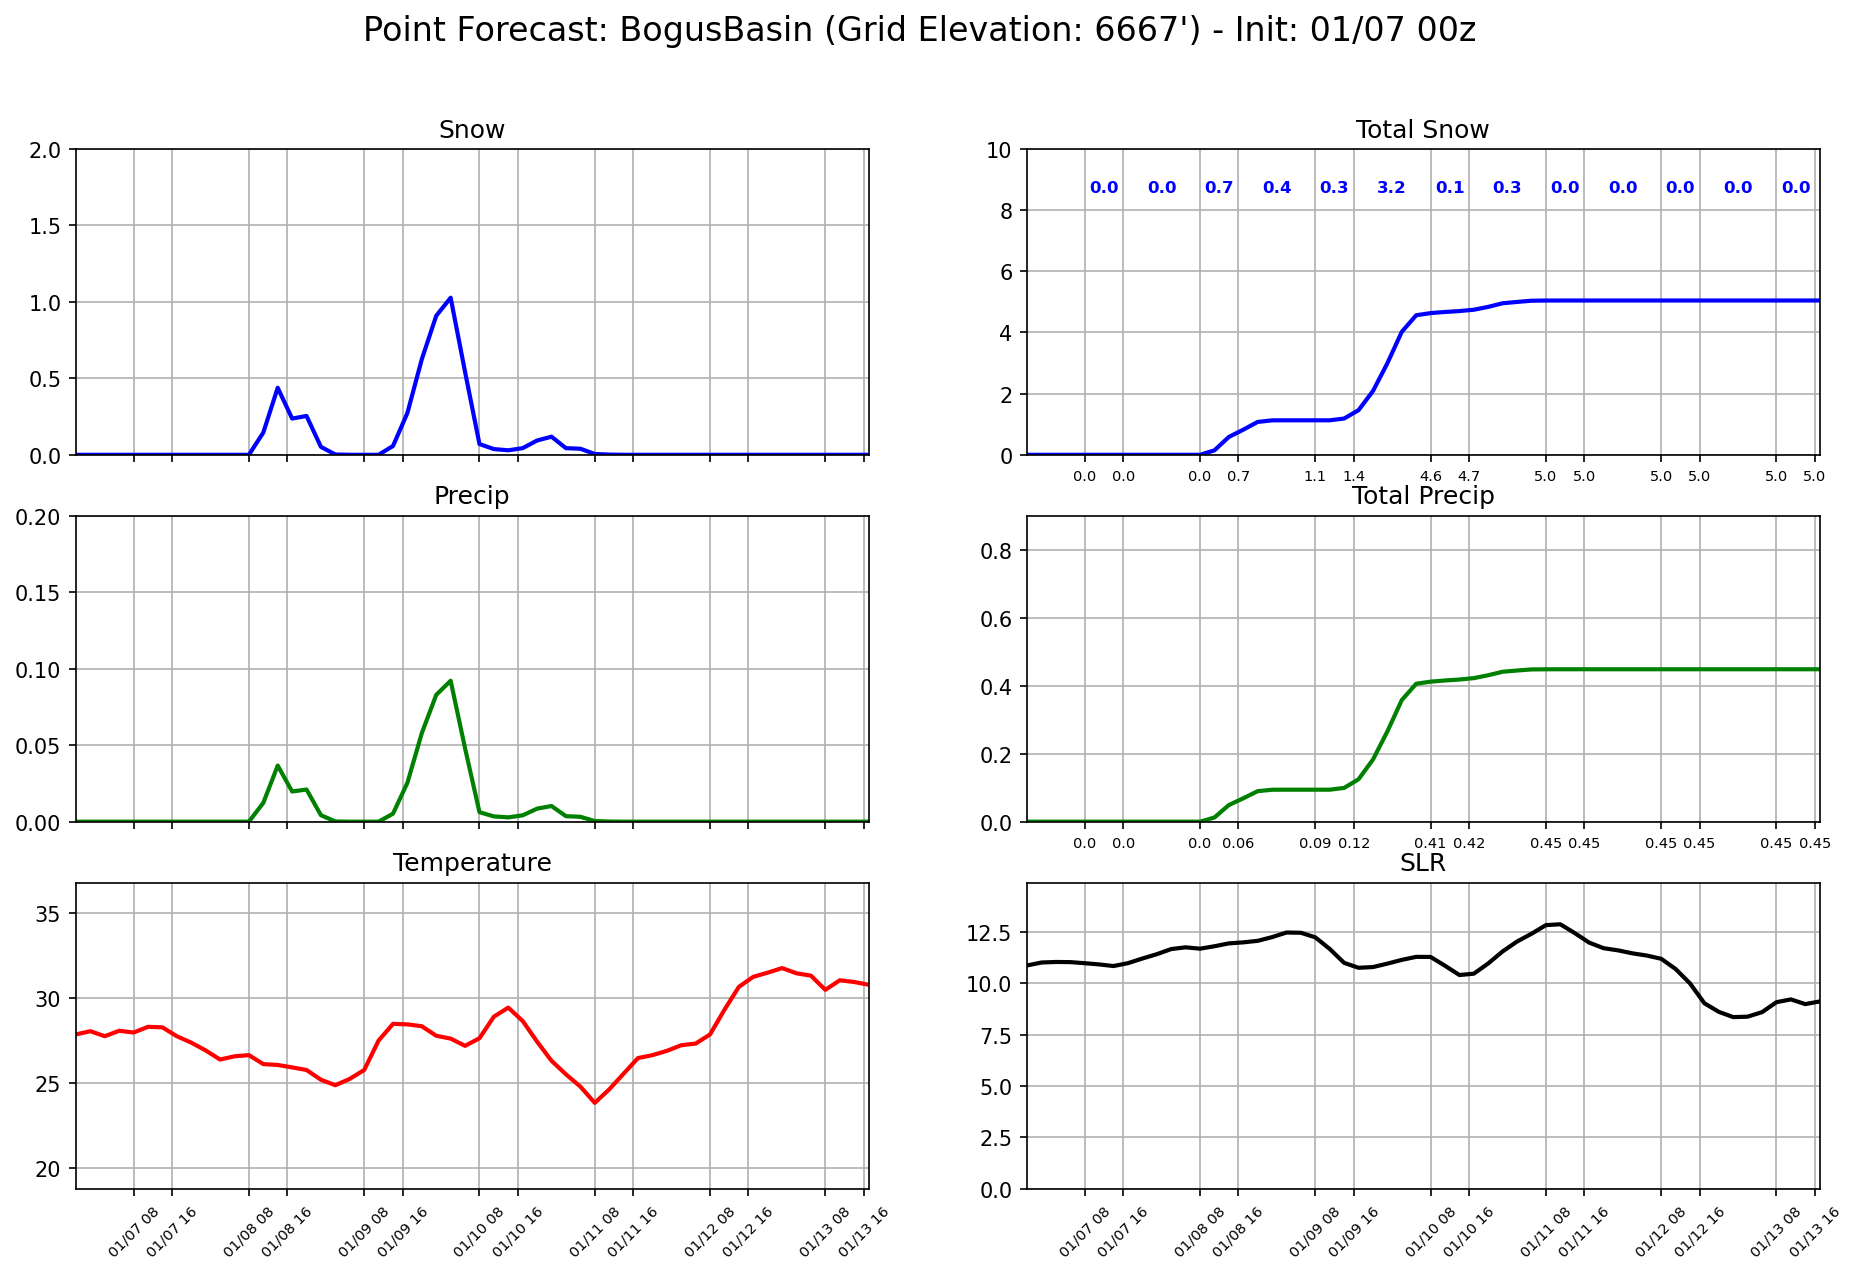 Point Forecast: BogusBasin (Grid Elevation: 6667') - Init: 01/07 00z
Snow
2.0
1.5
1.0
0.5
0.0
Total Snow
10
8
6
4
2
0
0.0 0.0 0.7 0.4 0.3 3.2 0.1 0.3 0.0 0.0 0.0 0.0 0.0
0.0 0.0 0.0 0.7 1.1 1.4 4.6 4.7 5.0 5.0 5.0 5.0 5.0 5.0
Precip
0.20
0.15
0.10
0.05
0.00
Total Precip
0.8
0.6
0.4
0.2
0.0
0.0 0.0 0.0 0.06 0.09 0.12 0.41 0.42 0.45 0.45 0.45 0.45 0.45 0.45
Temperature
35
30
25
20
01/07 08 01/07 16 01/08 08 01/08 16 01/09 08 01/09 16 01/10 08 01/10 16 01/11 08 01/11 16 01/12 08 01/12 16 01/13 08 01/13 16
SLR
12.5
10.0
7.5
5.0
2.5
0.0
01/07 08 01/07 16 01/08 08 01/08 16 01/09 08 01/09 16 01/10 08 01/10 16 01/11 08 01/11 16 01/12 08 01/12 16 01/13 08 01/13 16